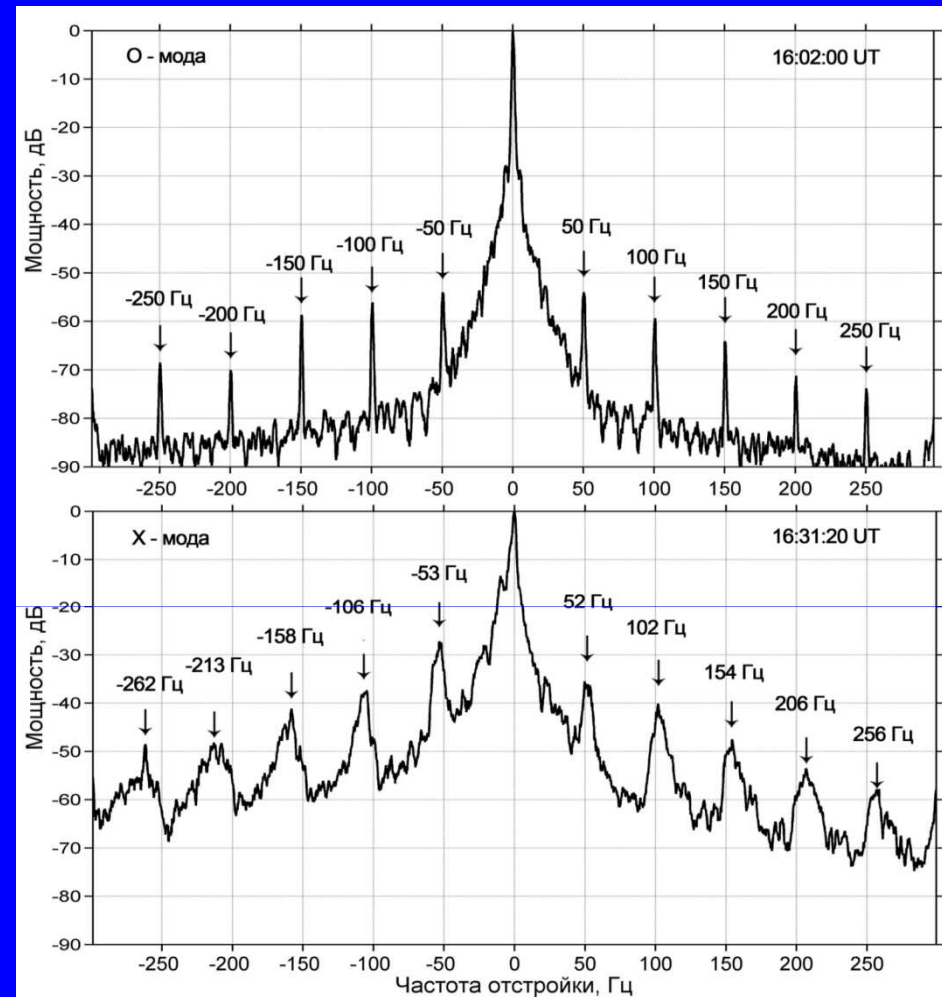 О - мода
16:02:00 UT
Мощность, дБ
0
-10
-20
-30
-40
-50
-60
-70
-80
-90
-250 Гц
-200 Гц
-150 Гц
-100 Гц
-50 Гц
50 Гц
100 Гц
150 Гц
200 Гц
250 Гц
-250 -200 -150 -100 -50 0 50 100 150 200 250
Х - мода
16:31:20 UT
Мощность, дБ
0
-10
-20
-30
-40
-50
-60
-70
-80
-90
-262 Гц
-213 Гц
-158 Гц
-106 Гц
-53 Гц
52 Гц
102 Гц
154 Гц
206 Гц
256 Гц
-250 -200 -150 -100 -50 0 50 100 150 200 250
Частота отстройки, Гц